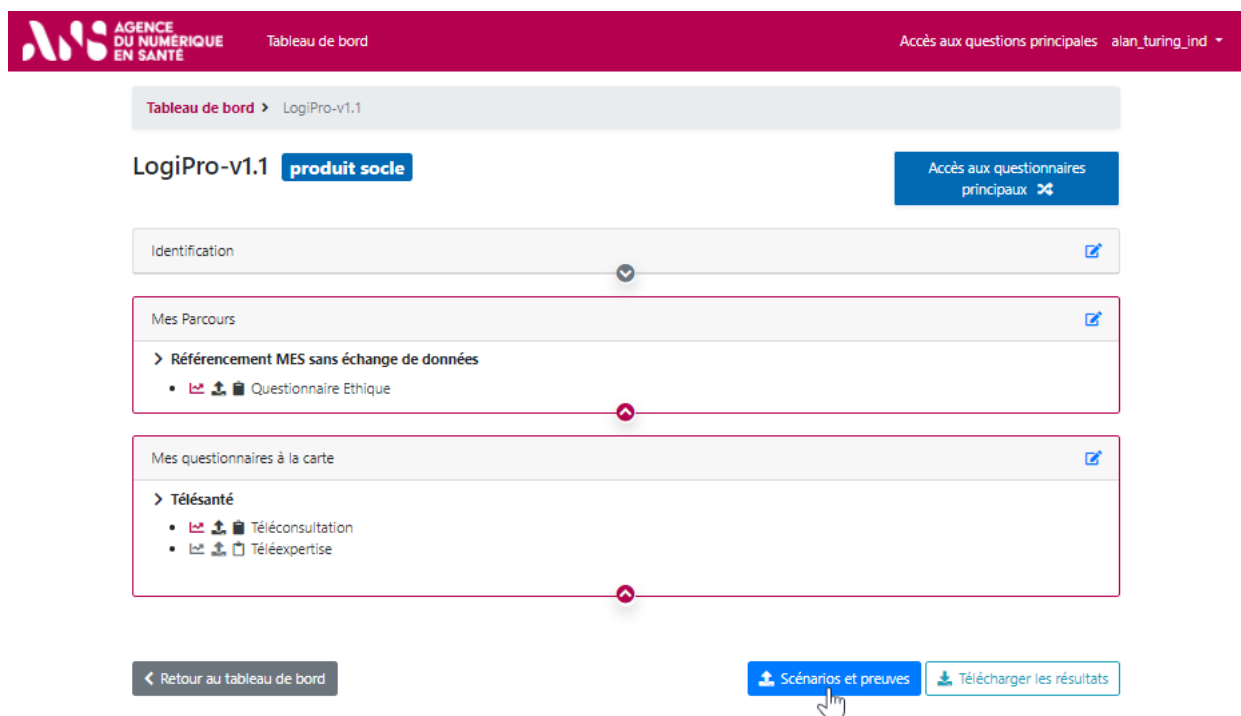 AGENCE
DU NUMÉRIQUE
EN SANTÉ
Tableau de bord
Accès aux questions principales
alan_turing_ind
Tableau de bord > LogiPro-v1.1
LogiPro-v1.1 produit socle
Accès aux questionnaires
principaux
Identification
Mes Parcours
Référencement MES sans échange de données
Questionnaire Ethique
Mes questionnaires à la carte
Télésanté
Téléconsultation
Téléexpertise
Retour au tableau de bord
Scénarios et preuves
Télécharger les résultats